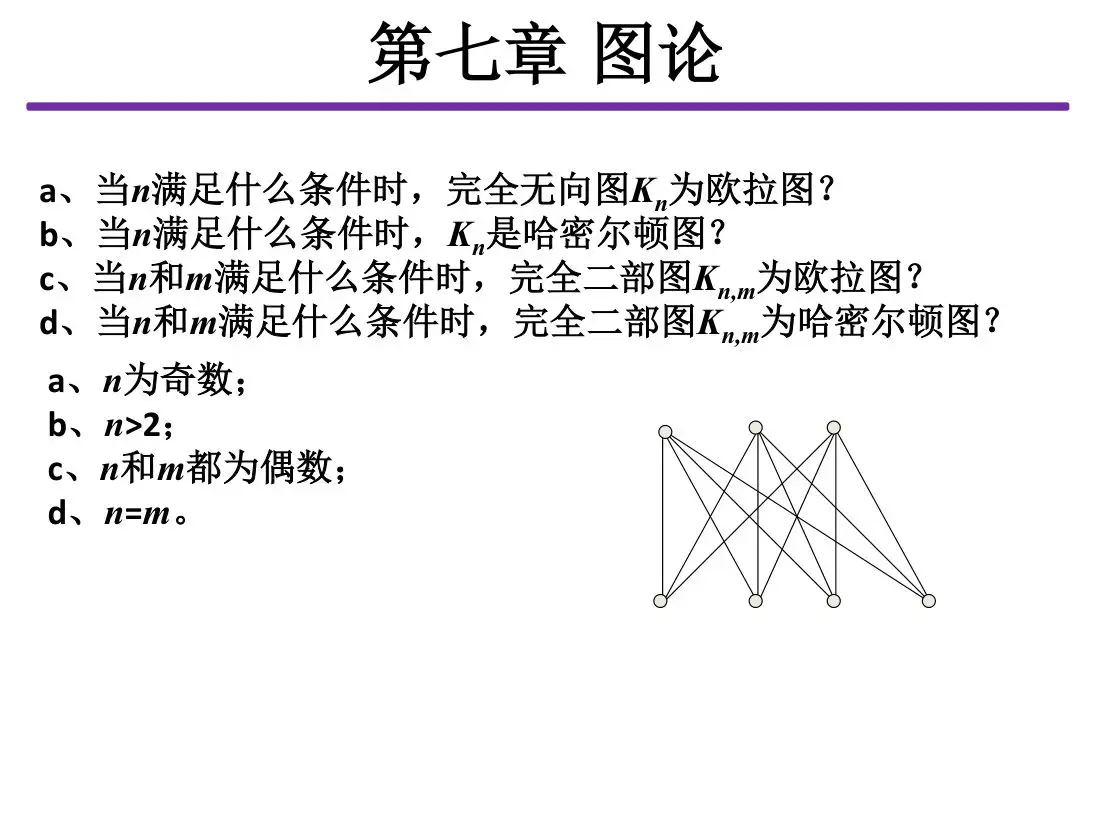 第七章 图论
a、当n满足什么条件时，完全无向图Kn为欧拉图？
b、当n满足什么条件时，Kn是哈密尔顿图？
c、当n和m满足什么条件时，完全二部图Kn,m为欧拉图？
d、当n和m满足什么条件时，完全二部图Kn,m为哈密尔顿图？
a、n为奇数；
b、n>2；
c、n和m都为偶数；
d、n=m。